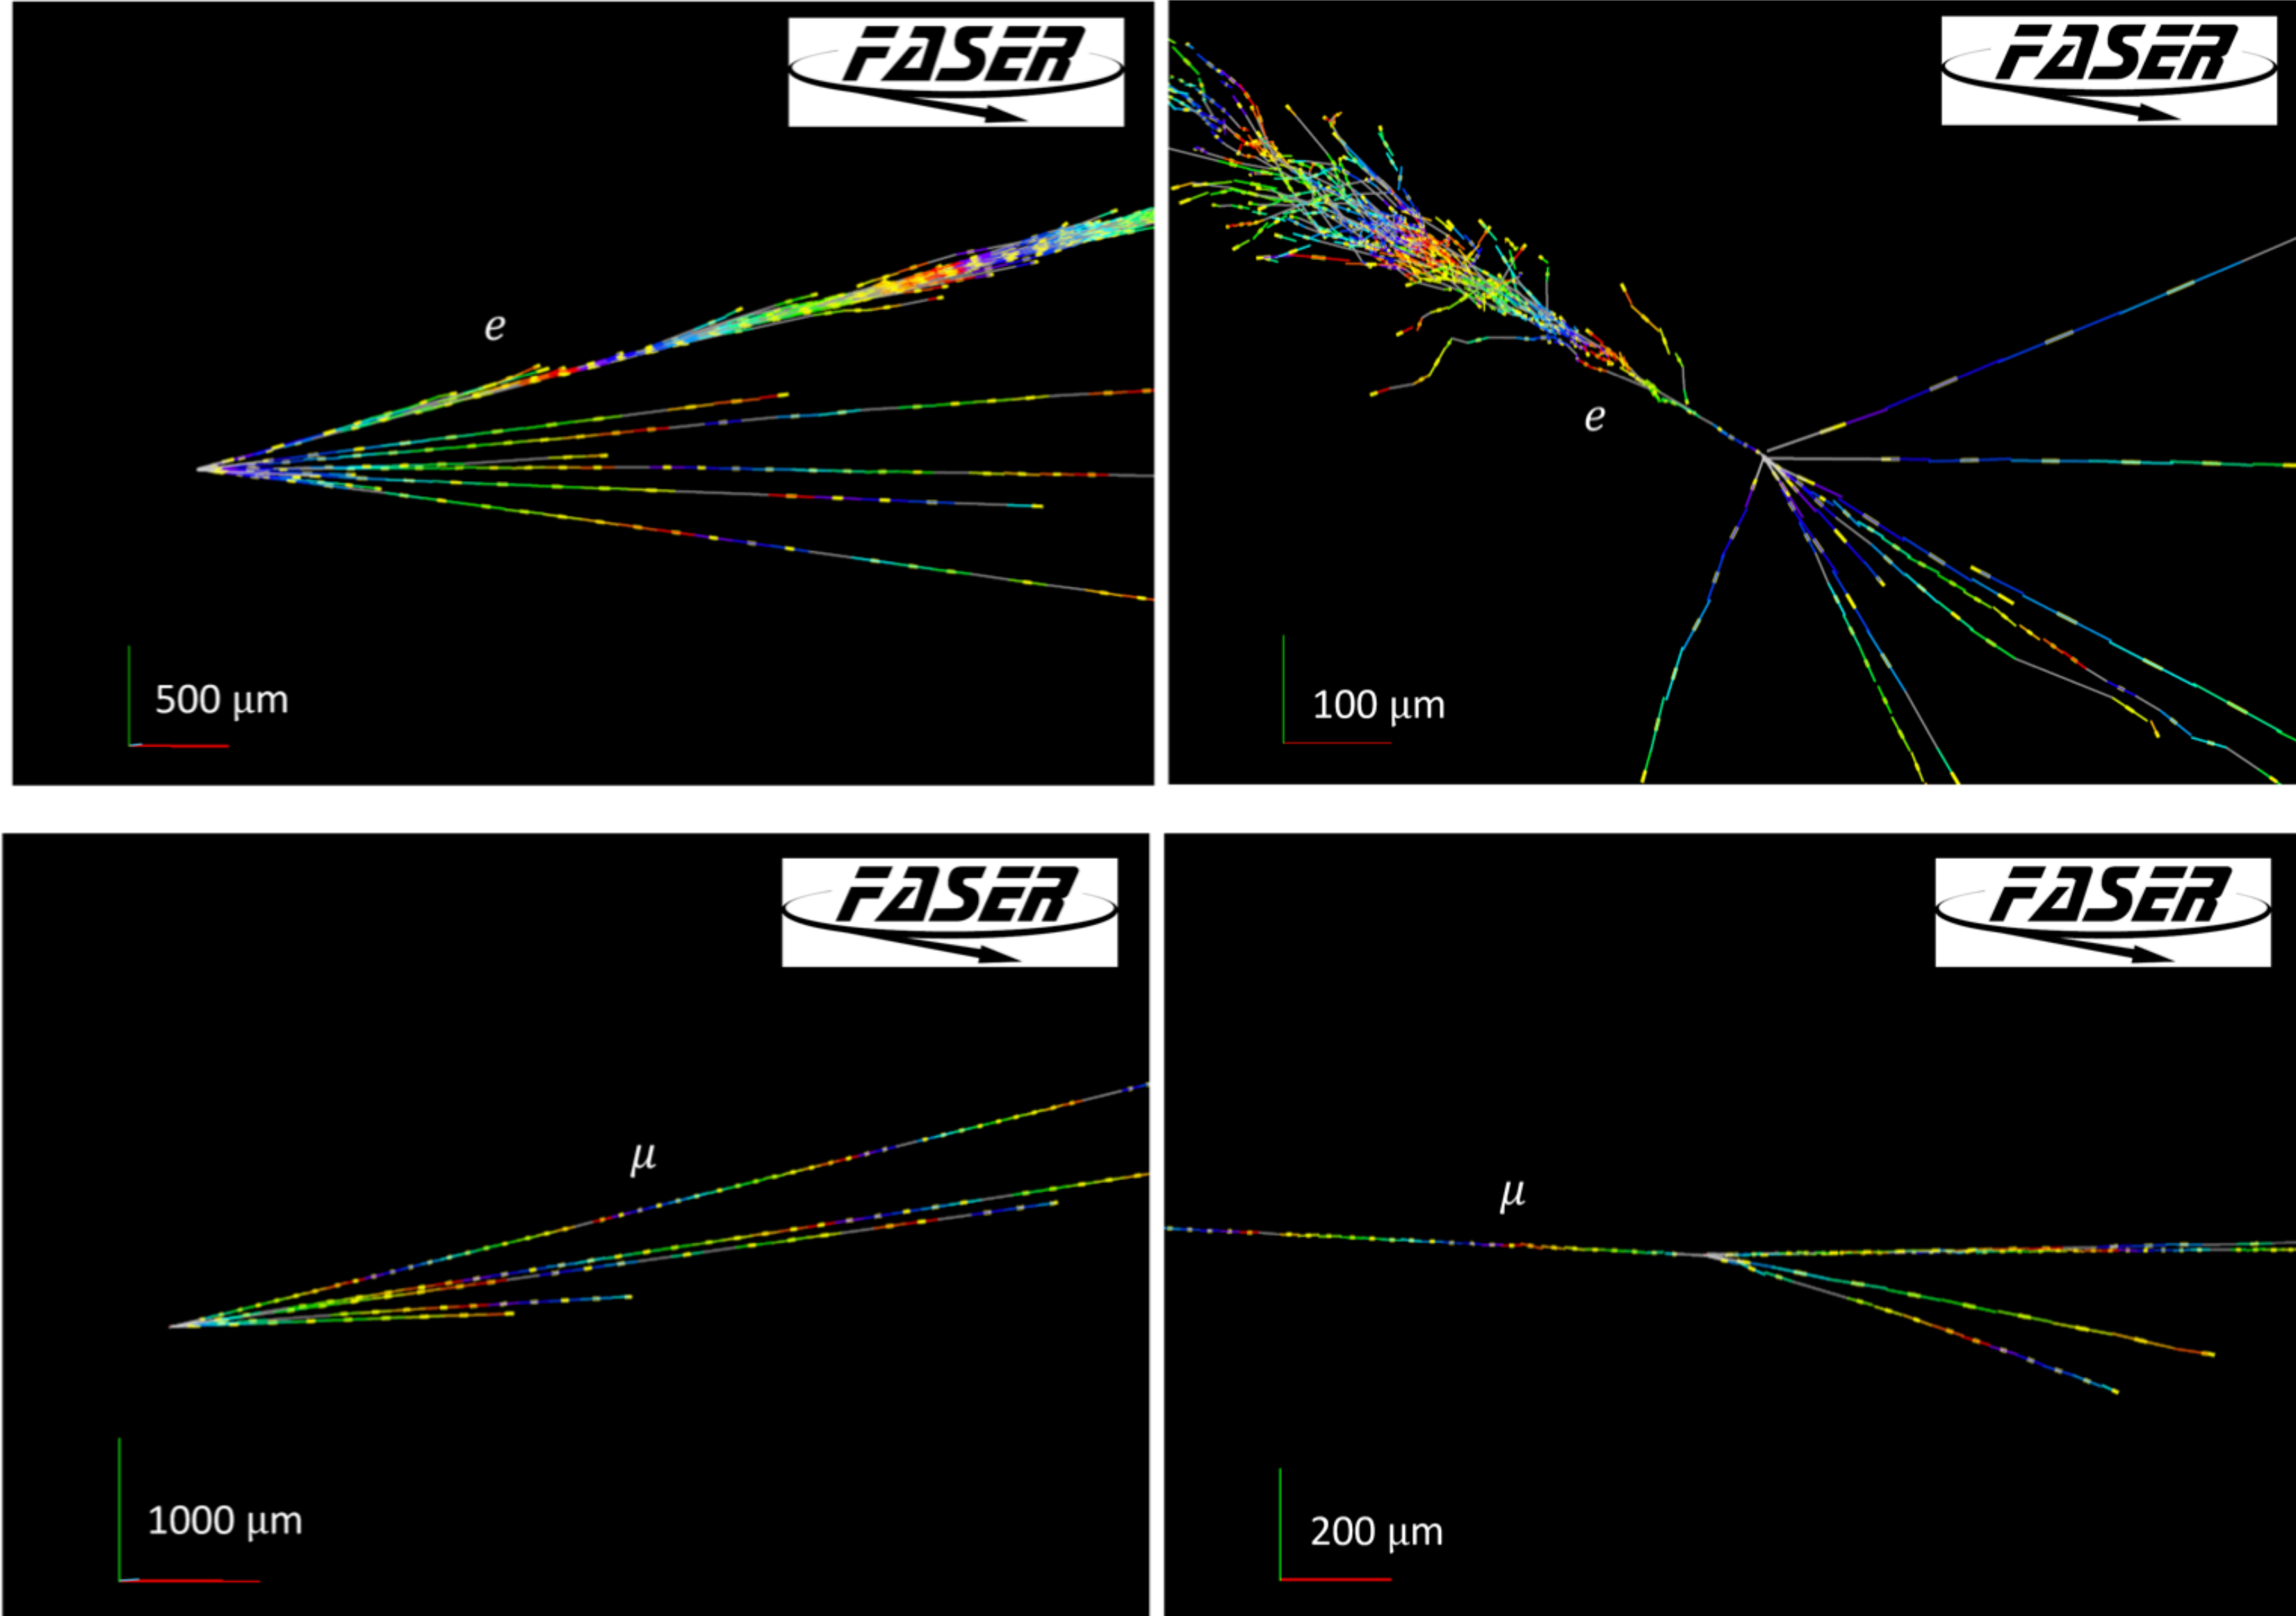 FASER
e
500 μm
FASER
e
100 μm
FASER
μ
1000 μm
FASER
μ
200 μm